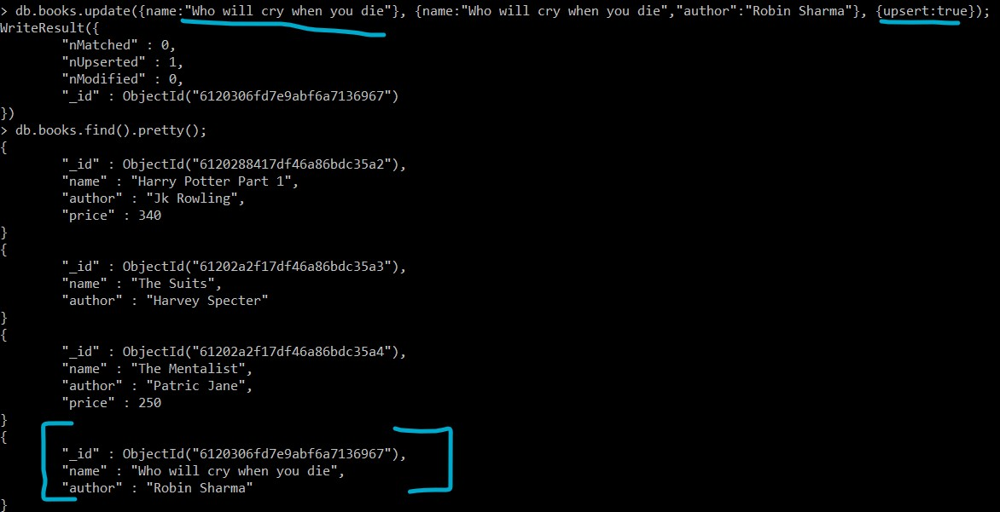 > db.books.update({name:"Who will cry when you die"}, {name:"Who will cry when you die","author":"Robin Sharma"}, {upsert:true});
WriteResult({
        "nMatched" : 0,
        "nUpserted" : 1,
        "nModified" : 0,
        "_id" : ObjectId("6120306fd7e9abf6a7136967")
})
> db.books.find().pretty();
{
        "_id" : ObjectId("6120288417df46a86bdc35a2"),
        "name" : "Harry Potter Part 1",
        "author" : "Jk Rowling",
        "price" : 340
}
{
        "_id" : ObjectId("61202a2f17df46a86bdc35a3"),
        "name" : "The Suits",
        "author" : "Harvey Specter"
}
{
        "_id" : ObjectId("61202a2f17df46a86bdc35a4"),
        "name" : "The Mentalist",
        "author" : "Patric Jane",
        "price" : 250
}
{
        "_id" : ObjectId("6120306fd7e9abf6a7136967"),
        "name" : "Who will cry when you die",
        "author" : "Robin Sharma"
}